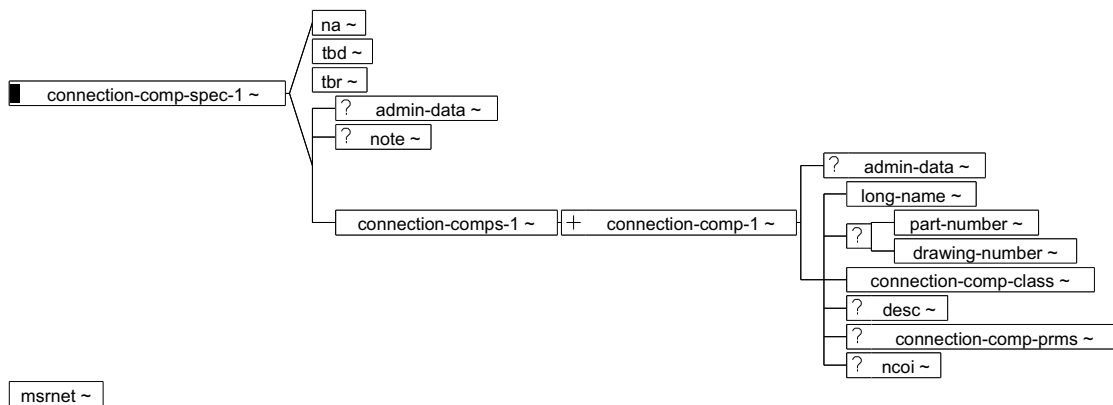 na ~
tbd ~
connection-comp-spec-1 ~
tbr ~
? admin-data ~
? note ~
? admin-data ~
long-name ~
connection-comps-1 ~
+ connection-comp-1 ~
?
part-number ~
drawing-number ~
connection-comp-class ~
? desc ~
? connection-comp-prms ~
? ncoi ~
msrnet ~